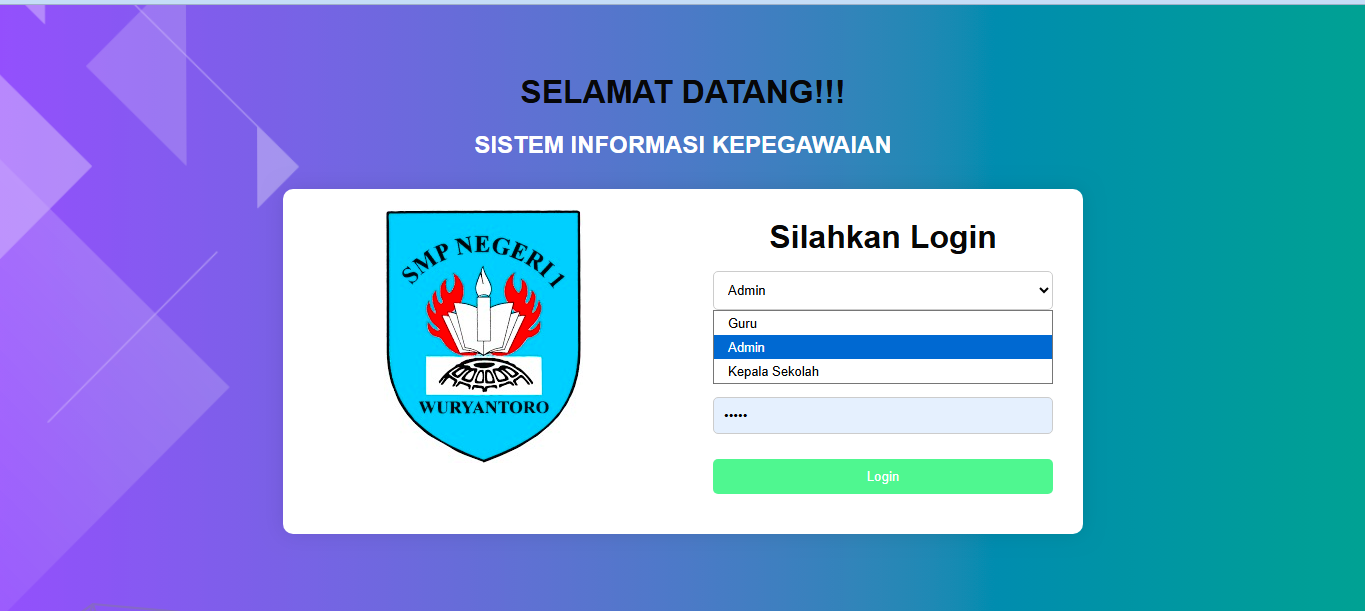 SELAMAT DATANG!!!
SISTEM INFORMASI KEPEGAWAIAN
SMP NEGERI 1
WURYANTORO
Silahkan Login
Admin
Guru
Admin
Kepala Sekolah
•••••
Login